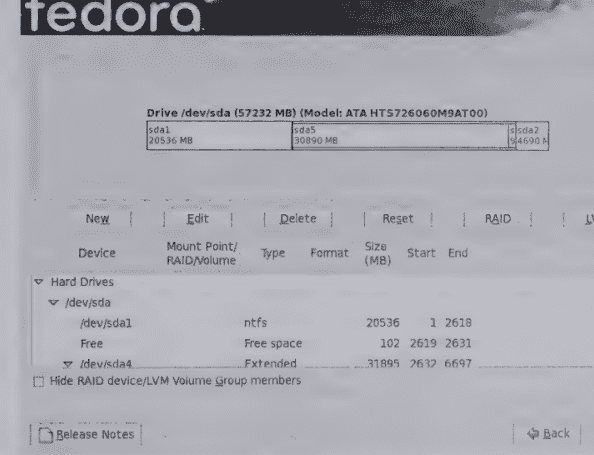 fedora
Drive /dev/sda (57232 MB) (Model: ATA HTS726060M9AT00)
sda1 sda5 sda2
20536 MB 30890 MB 4690 M
New Edit Delete Reset RAID LV
Device Mount Point/ RAID/Volume Type Format Size (MB) Start End
Hard Drives
/dev/sda
/dev/sda1 ntfs 20536 1 2618
Free Free space 102 2619 2631
/dev/sda4 Extended 31895 2632 6697
Hide RAID device/LVM Volume Group members
Release Notes Back